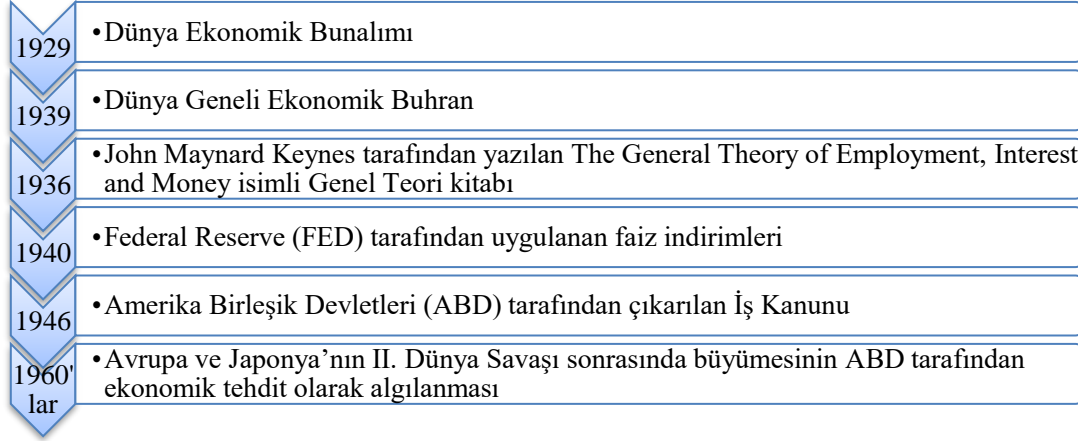 1929
•Dünya Ekonomik Bunalımı
1939
•Dünya Geneli Ekonomik Buhran
1936
•John Maynard Keynes tarafından yazılan The General Theory of Employment, Interest
and Money isimli Genel Teori kitabı
1940
•Federal Reserve (FED) tarafından uygulanan faiz indirimleri
1946
•Amerika Birleşik Devletleri (ABD) tarafından çıkarılan İş Kanunu
1960'
lar
•Avrupa ve Japonya’nın II. Dünya Savaşı sonrasında büyümesinin ABD tarafından
ekonomik tehdit olarak algılanması